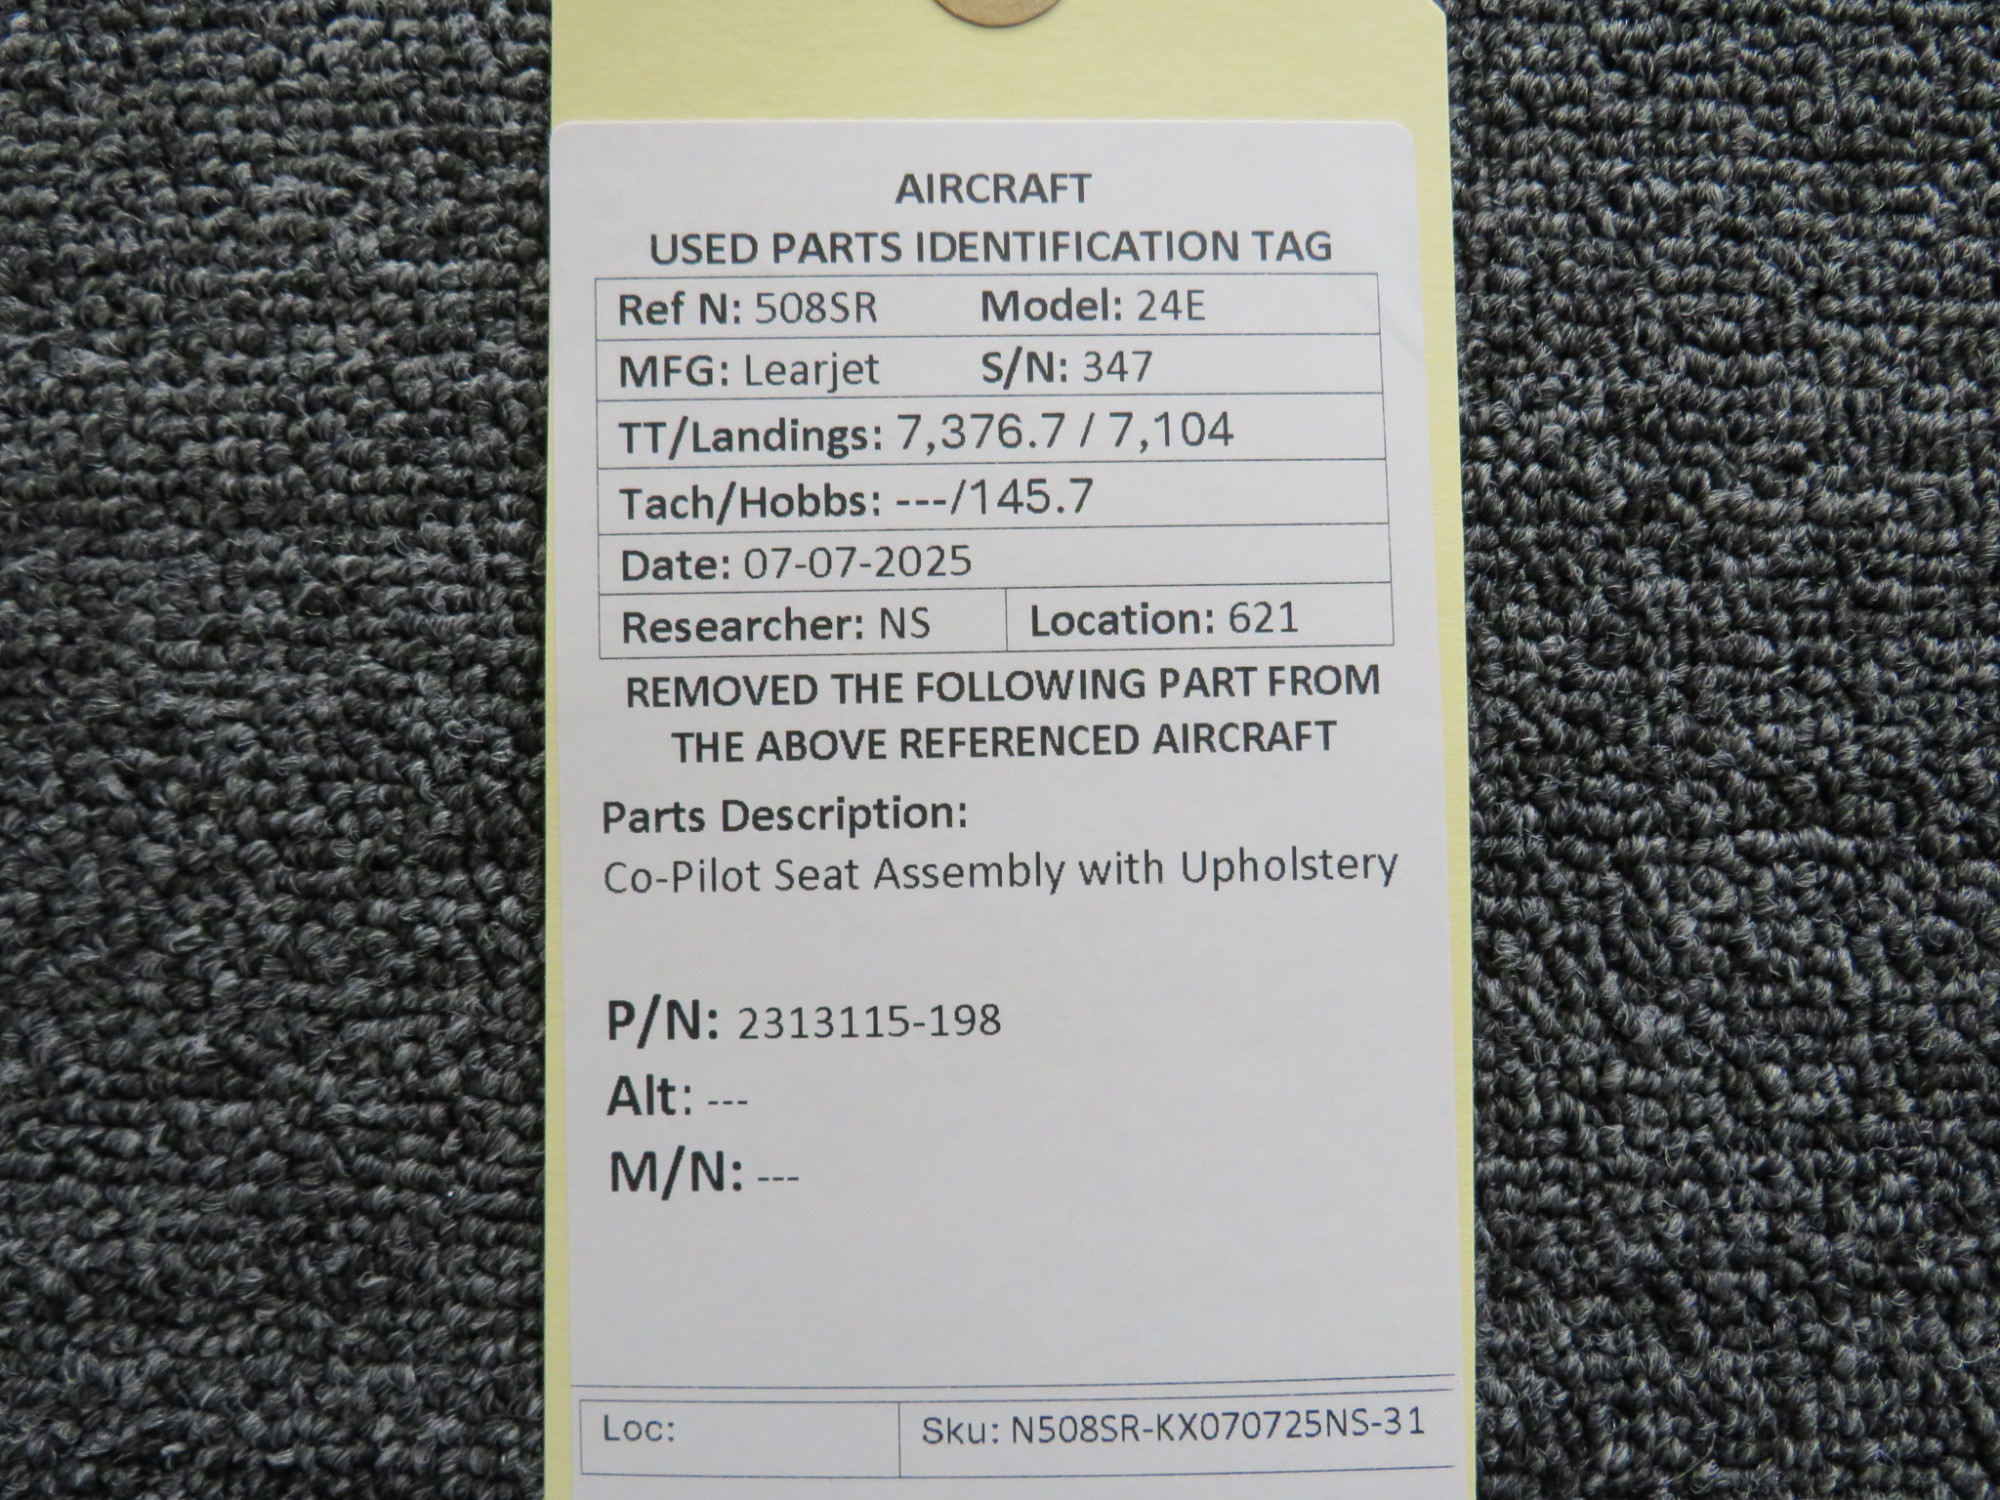 AIRCRAFT
USED PARTS IDENTIFICATION TAG
Ref N: 508SR Model: 24E
MFG: Learjet S/N: 347
TT/Landings: 7,376.7 / 7,104
Tach/Hobbs: ---/145.7
Date: 07-07-2025
Researcher: NS Location: 621
REMOVED THE FOLLOWING PART FROM
THE ABOVE REFERENCED AIRCRAFT
Parts Description:
Co-Pilot Seat Assembly with Upholstery
P/N: 2313115-198
Alt: ---
M/N: ---
Loc: Sku: N508SR-KX070725NS-31